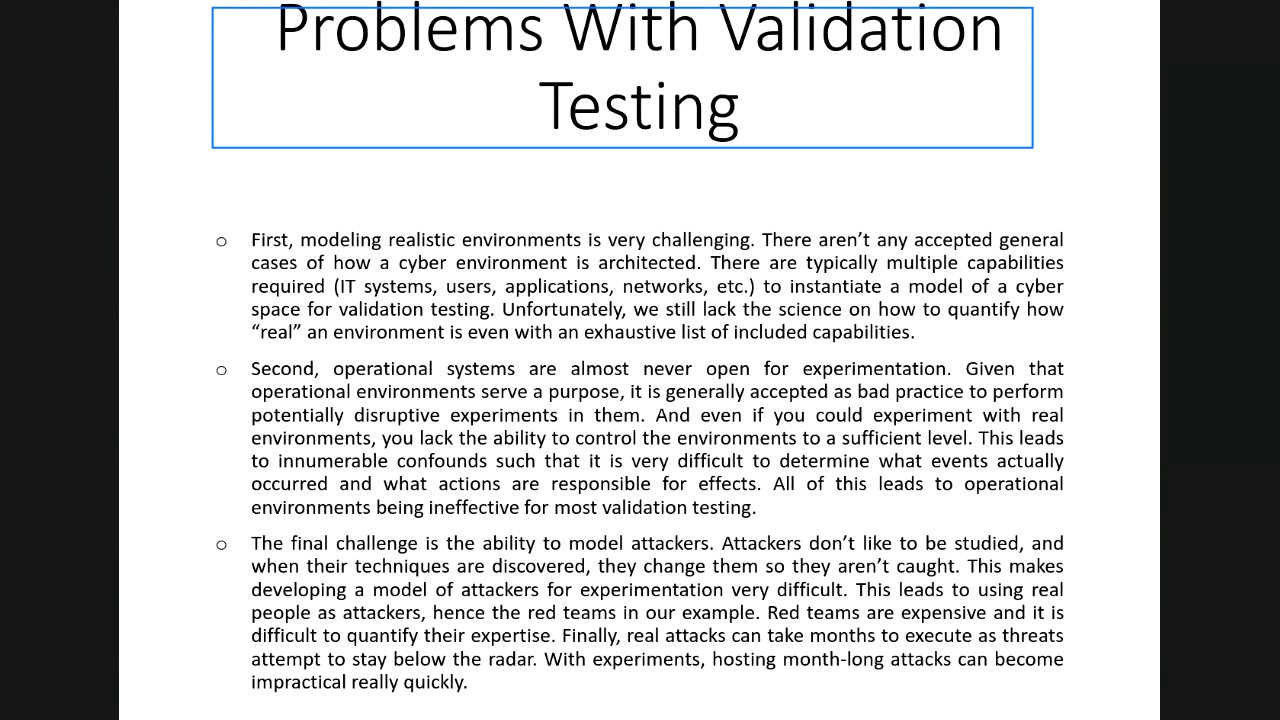 Problems With Validation
Testing
o First, modeling realistic environments is very challenging. There aren’t any accepted general
cases of how a cyber environment is architected. There are typically multiple capabilities
required (IT systems, users, applications, networks, etc.) to instantiate a model of a cyber
space for validation testing. Unfortunately, we still lack the science on how to quantify how
“real” an environment is even with an exhaustive list of included capabilities.
o Second, operational systems are almost never open for experimentation. Given that
operational environments serve a purpose, it is generally accepted as bad practice to perform
potentially disruptive experiments in them. And even if you could experiment with real
environments, you lack the ability to control the environments to a sufficient level. This leads
to innumerable confounds such that it is very difficult to determine what events actually
occurred and what actions are responsible for effects. All of this leads to operational
environments being ineffective for most validation testing.
o The final challenge is the ability to model attackers. Attackers don’t like to be studied, and
when their techniques are discovered, they change them so they aren’t caught. This makes
developing a model of attackers for experimentation very difficult. This leads to using real
people as attackers, hence the red teams in our example. Red teams are expensive and it is
difficult to quantify their expertise. Finally, real attacks can take months to execute as threats
attempt to stay below the radar. With experiments, hosting month-long attacks can become
impractical really quickly.